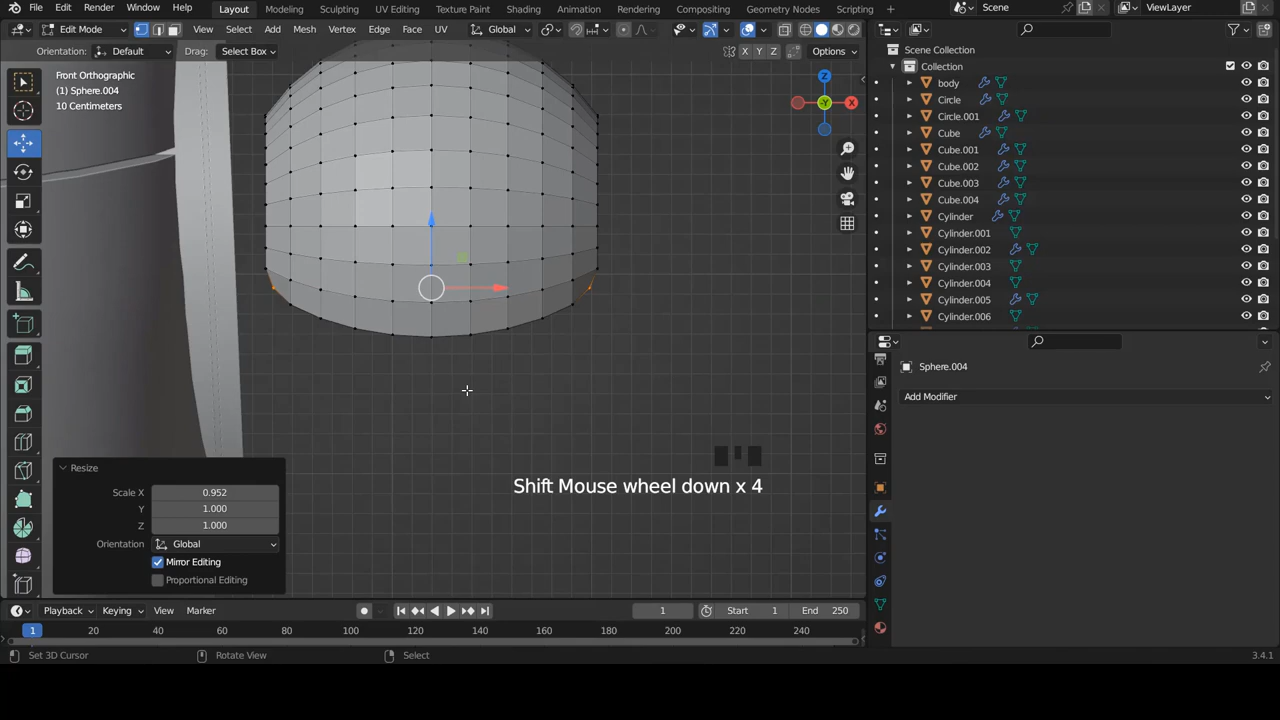 File Edit Render Window Help Layout Modeling Sculpting UV Editing Texture Paint Shading Animation Rendering Compositing Geometry Nodes Scripting Scene ViewLayer
Edit Mode View Select Add Mesh Vertex Edge Face UV Global
Orientation: Default Drag: Select Box X Y Z Options
Front Orthographic
(1) Sphere.004
10 Centimeters
Z
X
-Y
Scene Collection
Collection
body
Circle
Circle.001
Cube
Cube.001
Cube.002
Cube.003
Cube.004
Cylinder
Cylinder.001
Cylinder.002
Cylinder.003
Cylinder.004
Cylinder.005
Cylinder.006
Sphere.004
Add Modifier
Resize
Scale X 0.952
Y 1.000
Z 1.000
Orientation Global
Mirror Editing
Proportional Editing
Shift Mouse wheel down x 4
Playback Keying View Marker 1 Start 1 End 250
1 20 40 60 80 100 120 140 160 180 200 220 240
Set 3D Cursor Rotate View Select 3.4.1